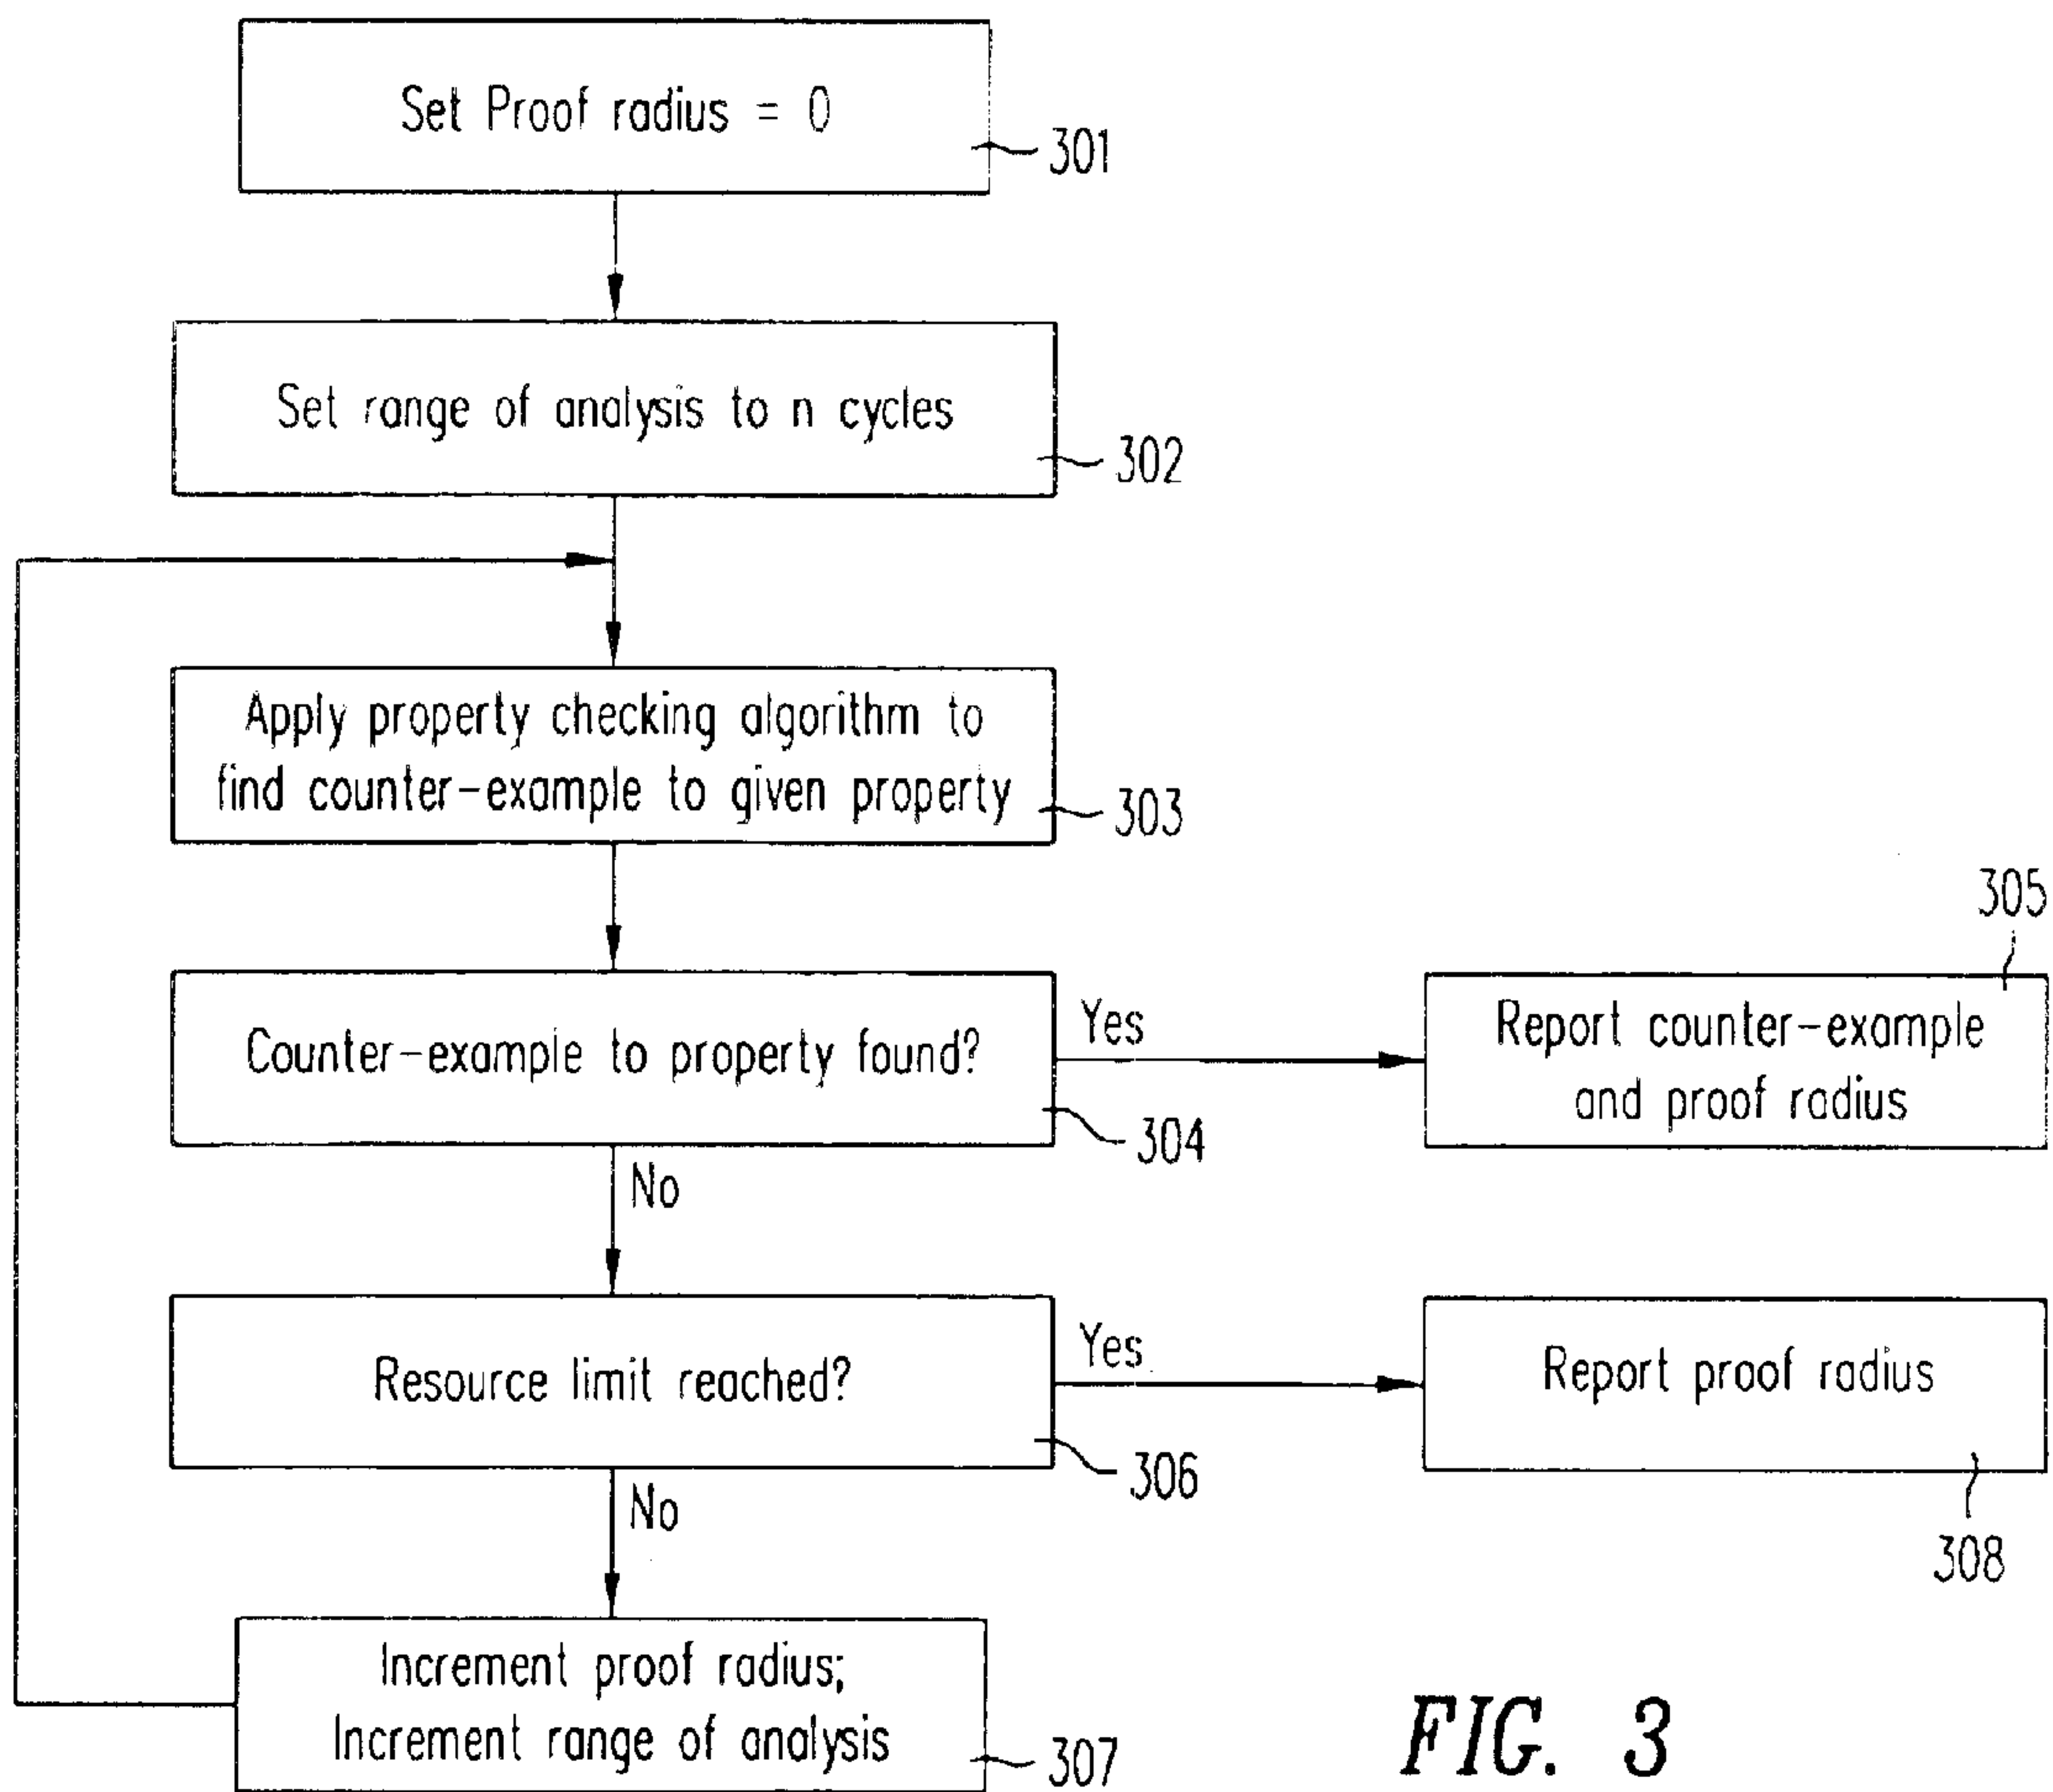 Set Proof radius = 0
301
Set range of analysis to n cycles
302
Apply property checking algorithm to
find counter-example to given property
303
Counter-example to property found?
304
Yes
305
Report counter-example
and proof radius
No
Resource limit reached?
306
Yes
Report proof radius
308
No
Increment proof radius;
Increment range of analysis
307
FIG. 3